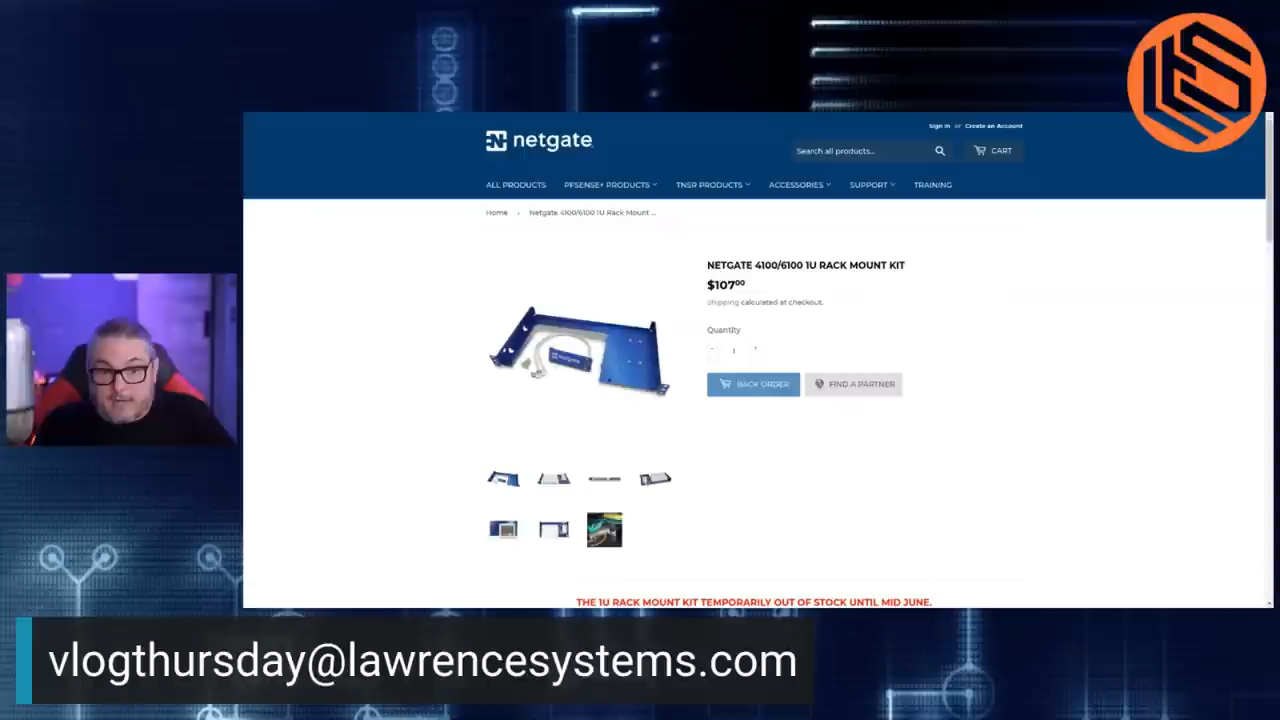 Sign in or Create an Account
netgate
Search all products...
CART
ALL PRODUCTS PFSENSE+ PRODUCTS TNSR PRODUCTS ACCESSORIES SUPPORT TRAINING
Home › Netgate 4100/6100 1U Rack Mount ...
NETGATE 4100/6100 1U RACK MOUNT KIT
$107⁰⁰
Shipping calculated at checkout.
Quantity
- 1 +
BACK ORDER FIND A PARTNER
netgate
THE 1U RACK MOUNT KIT TEMPORARILY OUT OF STOCK UNTIL MID JUNE.
vlogthursday@lawrencesystems.com